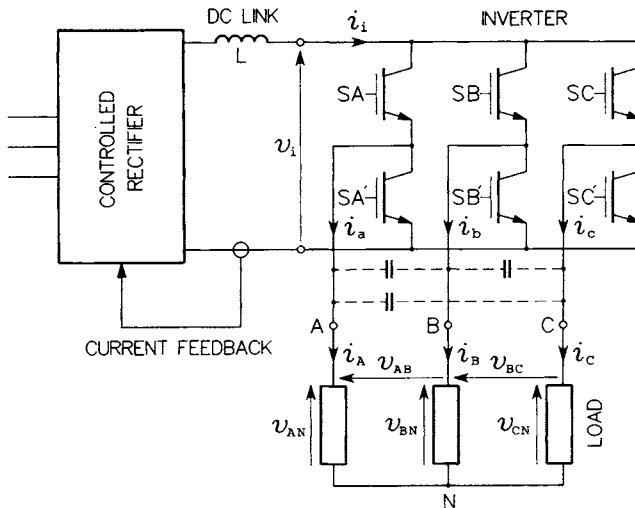 DC LINK
INVERTER
L
i_i
CONTROLLED
RECTIFIER
v_i
SA
SB
SC
SA'
SB'
SC'
i_a
i_b
i_c
A
B
C
CURRENT FEEDBACK
i_A
i_B
i_C
v_AB
v_BC
v_AN
v_BN
v_CN
LOAD
N